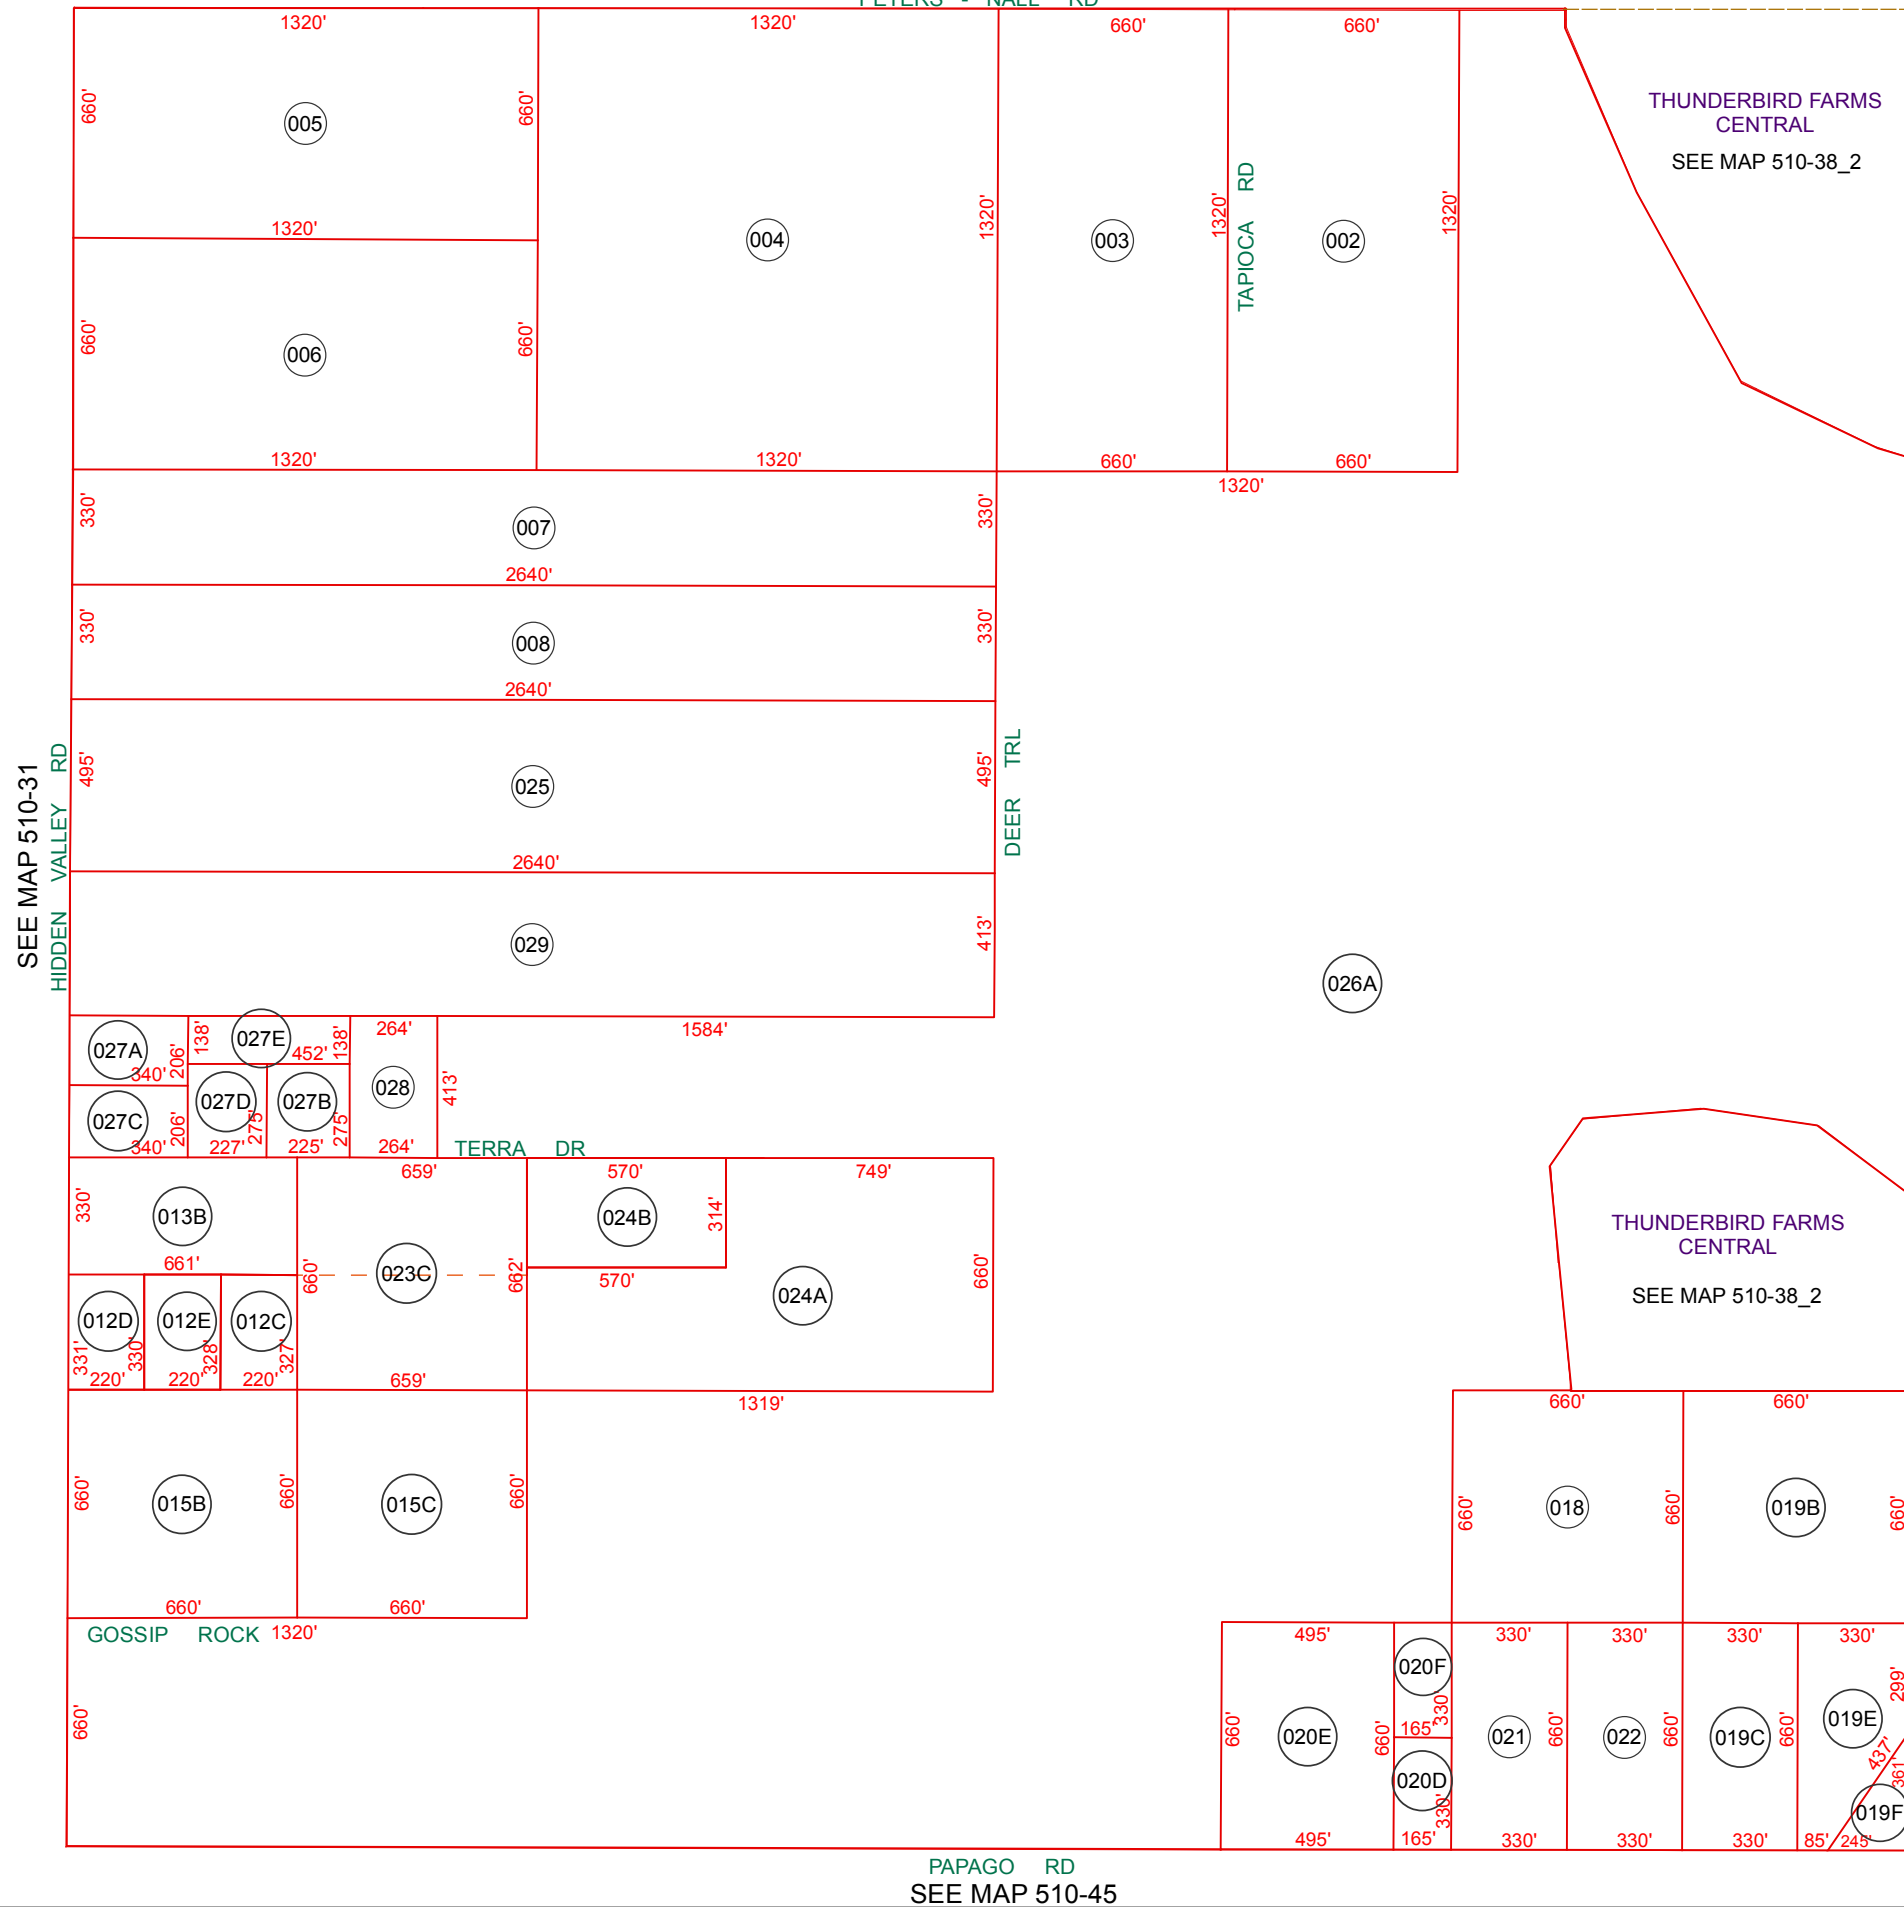 PETERS - NALL RD
1320' 1320' 660' 660'
THUNDERBIRD FARMS
CENTRAL
SEE MAP 510-38_2
660' 660'
005
1320'
004
1320'
003
1320'
TAPIOCA RD
002
1320'
660' 660'
006
1320' 1320' 660' 660'
1320'
330' 330'
007
2640'
330' 330'
008
2640'
SEE MAP 510-31
HIDDEN VALLEY RD
495' 495'
DEER TRL
025
2640'
413'
029
026A
027A
340' 206'
138' 027E 452' 138'
264'
028
413'
264'
1584'
027C
340' 206'
027D
227' 275'
027B
225' 275'
TERRA DR
330'
013B
661'
659'
660'
023C
662'
659'
570'
024B
314'
570'
749'
024A
660'
1319'
012D
331' 330'
220'
012E
328'
220'
012C
327'
220'
THUNDERBIRD FARMS
CENTRAL
SEE MAP 510-38_2
660'
015B
660'
660'
015C
660'
660'
GOSSIP ROCK 1320'
660'
660' 660'
660'
018
660'
019B
660'
495'
660'
020E
660'
495'
020F
330'
165'
020D
330'
165'
330'
021
660'
330'
330'
022
660'
330'
330'
019C
660'
330'
330'
299'
019E
437'
361'
019F
85' 245'
PAPAGO RD
SEE MAP 510-45